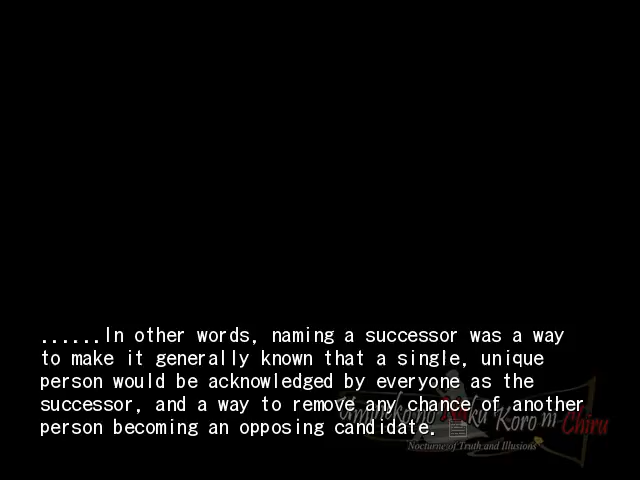 ......In other words, naming a successor was a way
to make it generally known that a single, unique
person would be acknowledged by everyone as the
successor, and a way to remove any chance of another
person becoming an opposing candidate.
Umineko no Naku Koro ni Chiru
Nocturne of Truth and Illusions